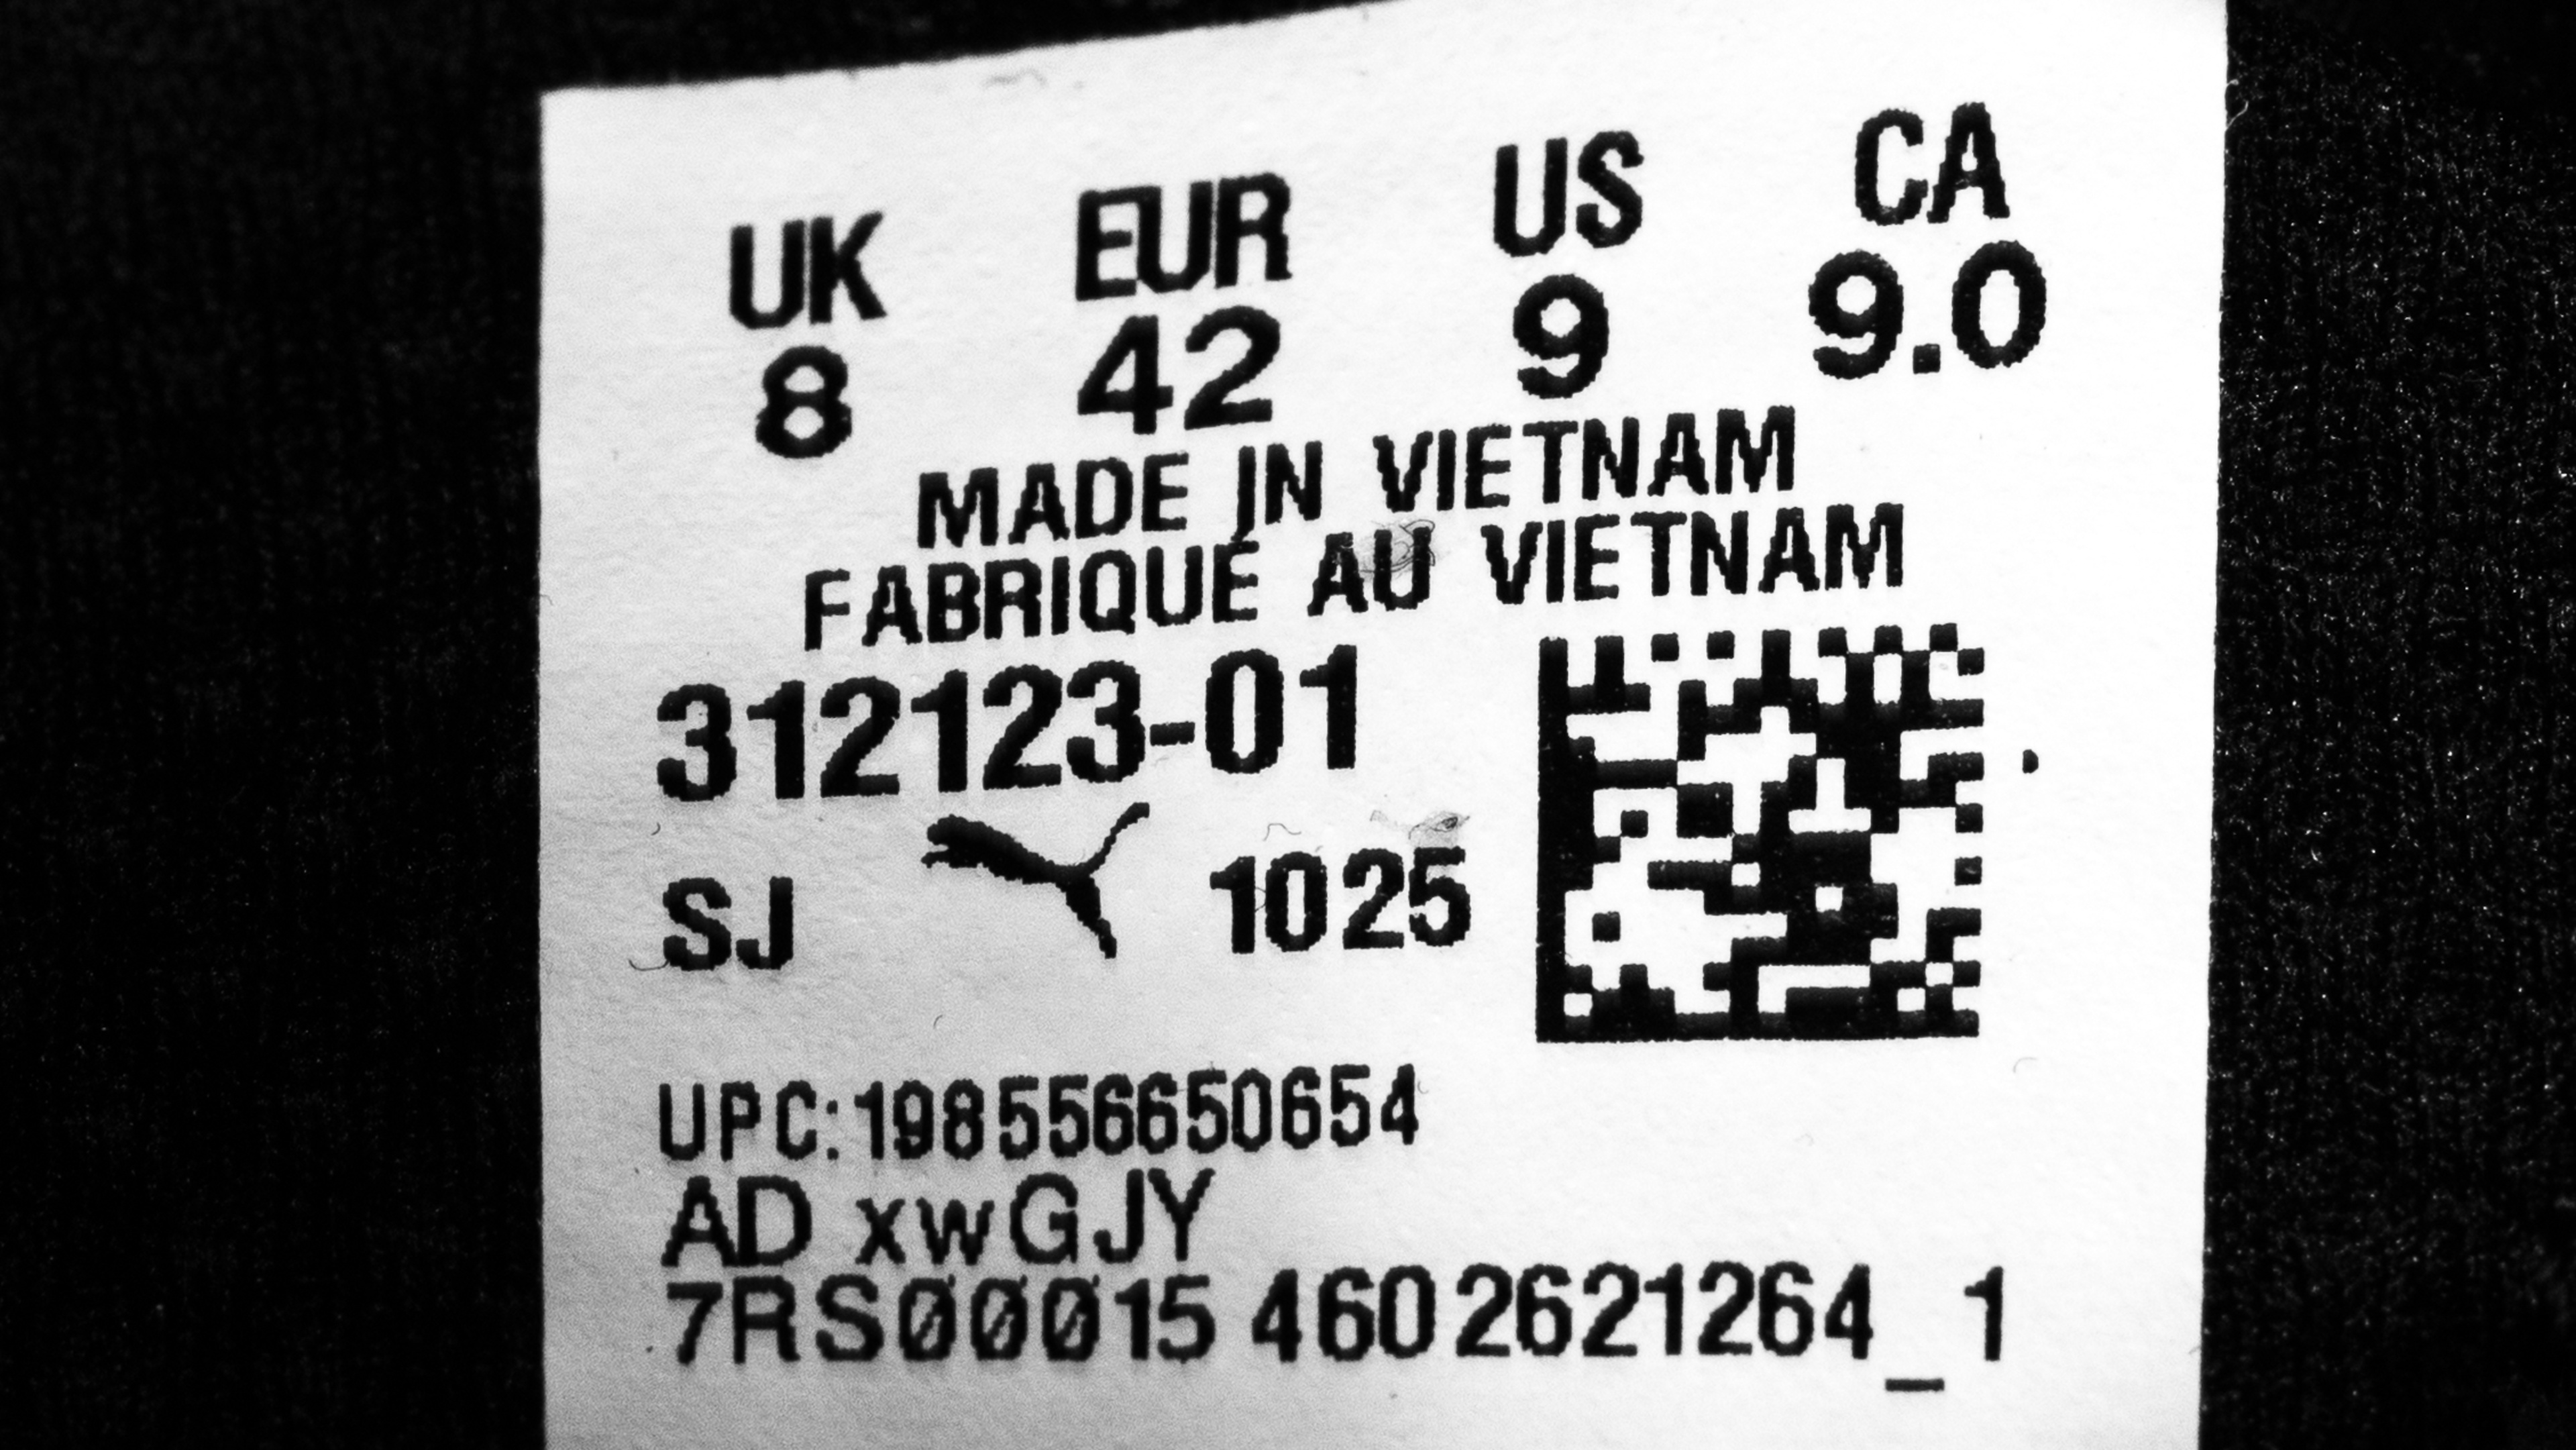 UK EUR US CA
8 42 9 9.0
MADE IN VIETNAM
FABRIQUÉ AU VIETNAM
312123-01
SJ 1025
UPC:198556650654
AD xwGJY
7RS00015 4602621264_1